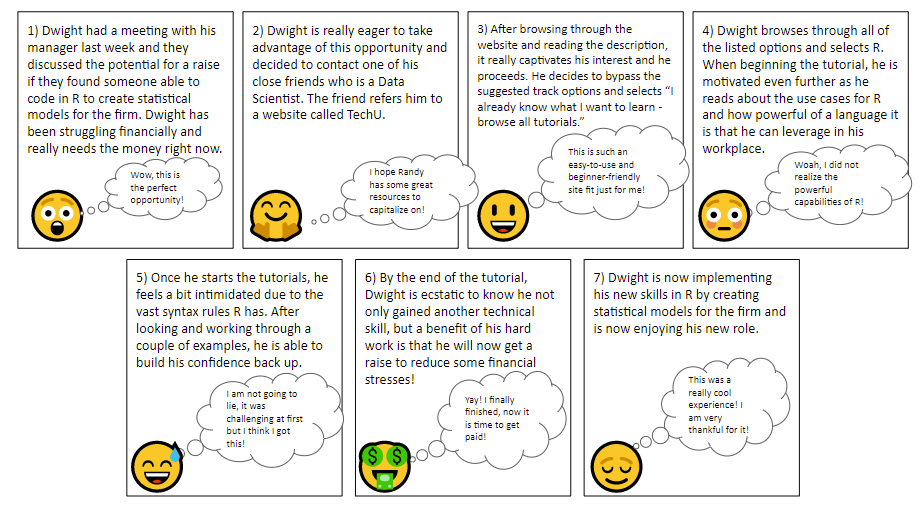 1) Dwight had a meeting with his
manager last week and they
discussed the potential for a raise
if they found someone able to
code in R to create statistical
models for the firm. Dwight has
been struggling financially and
really needs the money right now.
Wow, this is
the perfect
opportunity!
2) Dwight is really eager to take
advantage of this opportunity and
decided to contact one of his
close friends who is a Data
Scientist. The friend refers him to
a website called TechU.
I hope Randy
has some great
resources to
capitalize on!
3) After browsing through the
website and reading the description,
it really captivates his interest and he
proceeds. He decides to bypass the
suggested track options and selects “I
already know what I want to learn -
browse all tutorials.”
This is such an
easy-to-use and
beginner-friendly
site fit just for me!
4) Dwight browses through all of
the listed options and selects R.
When beginning the tutorial, he is
motivated even further as he
reads about the use cases for R
and how powerful of a language it
is that he can leverage in his
workplace.
Woah, I did not
realize the
powerful
capabilities of R!
5) Once he starts the tutorials, he
feels a bit intimidated due to the
vast syntax rules R has. After
looking and working through a
couple of examples, he is able to
build his confidence back up.
I am not going to
lie, it was
challenging at first
but I think I got
this!
6) By the end of the tutorial,
Dwight is ecstatic to know he not
only gained another technical
skill, but a benefit of his hard
work is that he will now get a
raise to reduce some financial
stresses!
Yay! I finally
finished, now it
is time to get
paid!
7) Dwight is now implementing
his new skills in R by creating
statistical models for the firm and
is now enjoying his new role.
This was a
really cool
experience! I
am very
thankful for it!